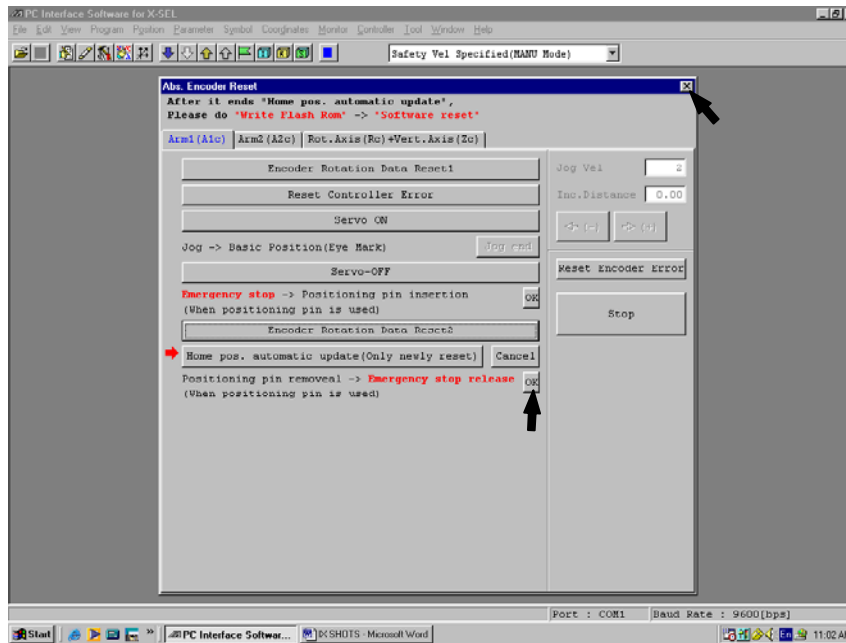 PC Interface Software for X-SEL
File Edit View Program Position Parameter Symbol Coordinates Monitor Controller Tool Window Help
Safety Vel Specified(MANU Mode)
Abs. Encoder Reset
After it ends "Home pos. automatic update",
Please do "Write Flash Rom" -> "Software reset"
Arm1(A1c) Arm2(A2c) Rot.Axis(Rc)+Vert.Axis(Zc)
Encoder Rotation Data Reset1
Reset Controller Error
Servo ON
Jog -> Basic Position(Eye Mark) Jog end
Servo-OFF
Emergency stop -> Positioning pin insertion OK
(When positioning pin is used)
Encoder Rotation Data Reset2
Home pos. automatic update(Only newly reset) Cancel
Positioning pin removeal -> Emergency stop release OK
(When positioning pin is used)
Jog Vel 2
Inc.Distance 0.00
(-) (+)
Reset Encoder Error
Stop
Port : COM1 Baud Rate : 9600[bps]
Start PC Interface Softwar... SHOTS - Microsoft Word En 11:02 AM